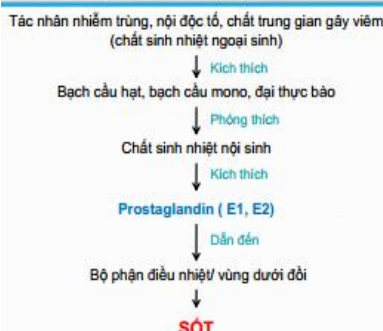 Tác nhân nhiễm trùng, nội độc tố, chất trung gian gây viêm
(chất sinh nhiệt ngoại sinh)
Kích thích
Bạch cầu hạt, bạch cầu mono, đại thực bào
Phóng thích
Chất sinh nhiệt nội sinh
Kích thích
Prostaglandin ( E1, E2)
Dẫn đến
Bộ phận điều nhiệt/ vùng dưới đồi
SỐT